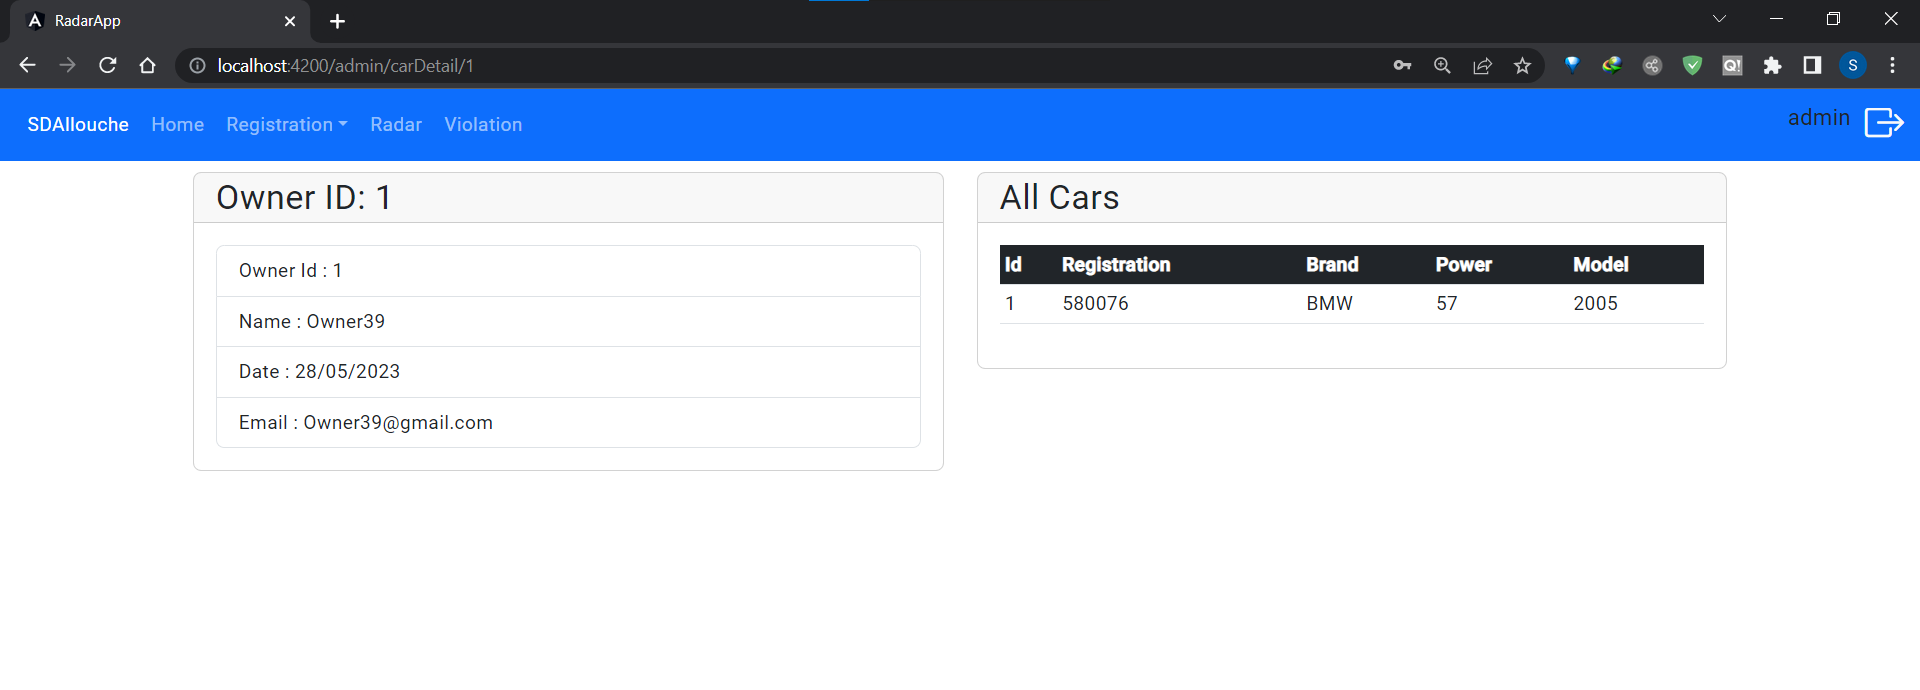 RadarApp
localhost:4200/admin/carDetail/1
Q!
S
SDAllouche Home Registration Radar Violation
admin
Owner ID: 1
Owner Id : 1
Name : Owner39
Date : 28/05/2023
Email : Owner39@gmail.com
All Cars
Id Registration Brand Power Model
1 580076 BMW 57 2005